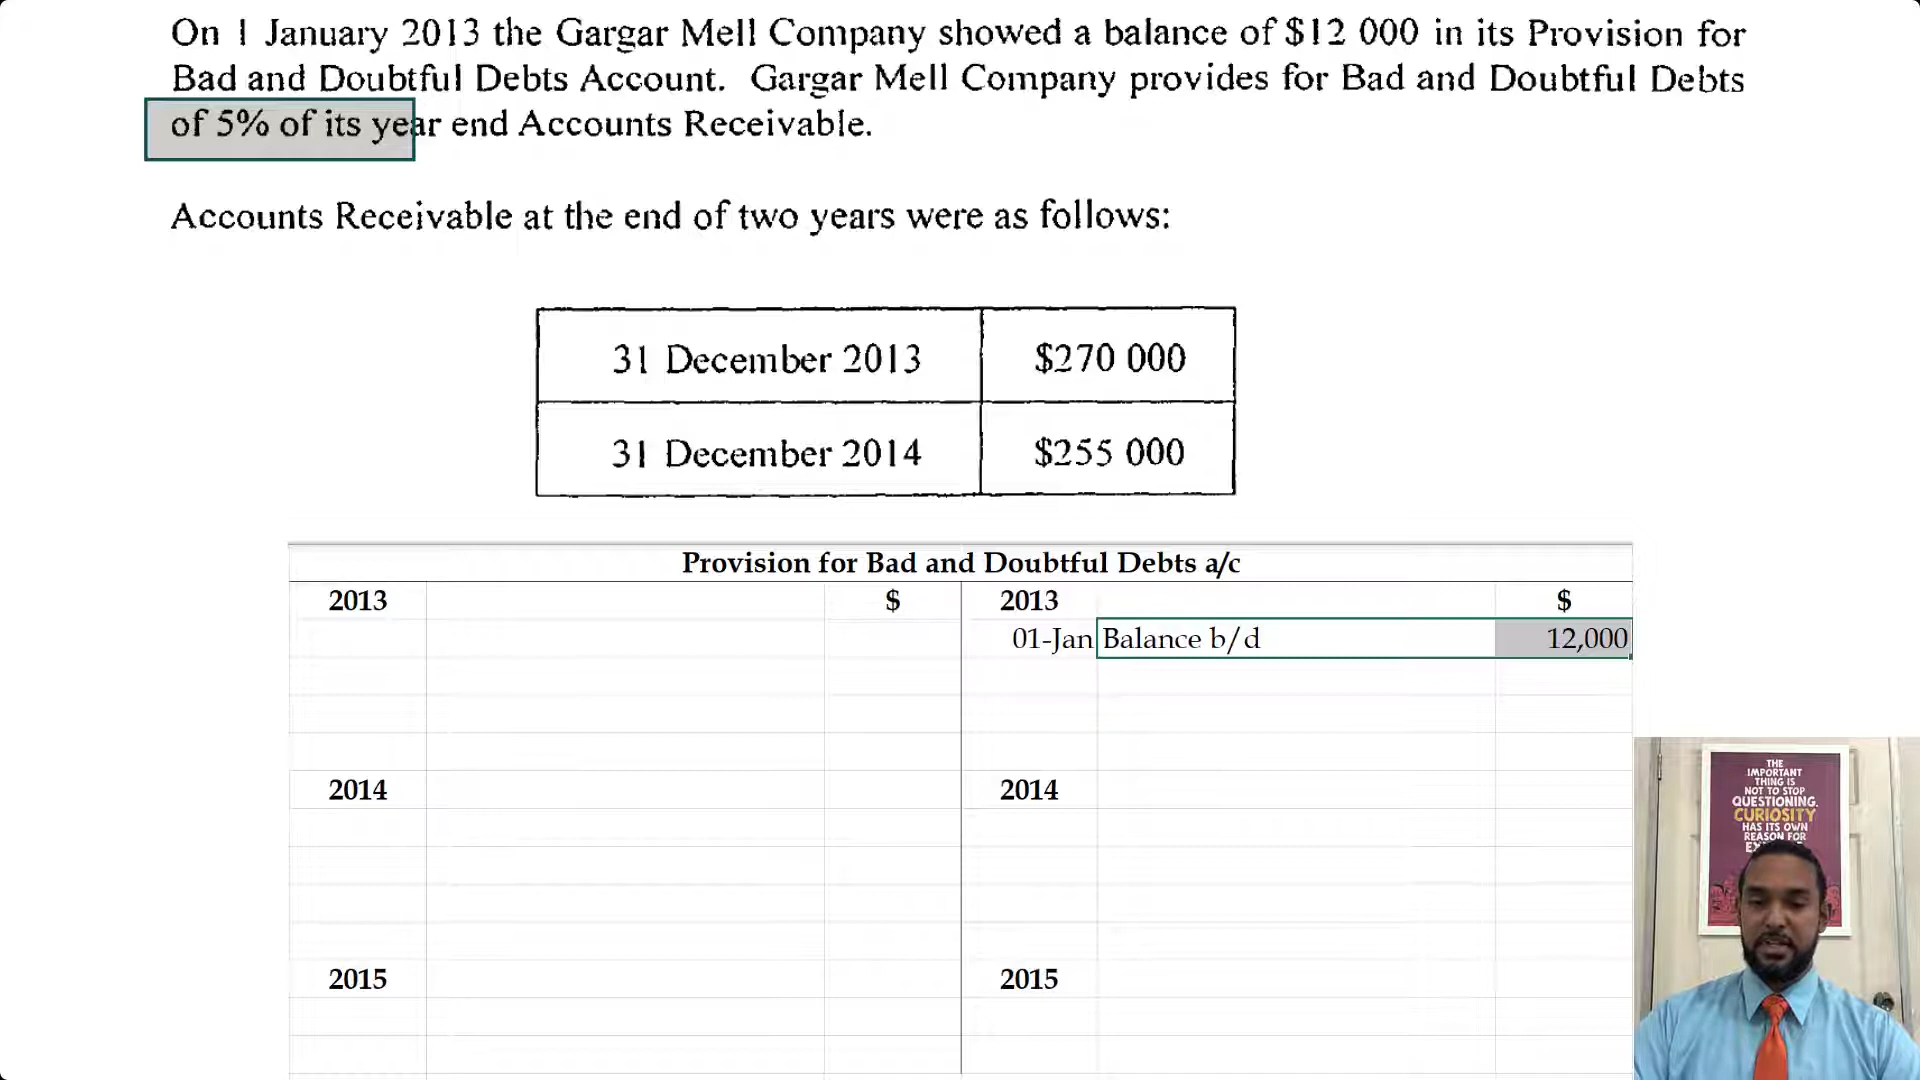 On 1 January 2013 the Gargar Mell Company showed a balance of $12 000 in its Provision for
Bad and Doubtful Debts Account. Gargar Mell Company provides for Bad and Doubtful Debts
of 5% of its year end Accounts Receivable.
Accounts Receivable at the end of two years were as follows:
31 December 2013 $270 000
31 December 2014 $255 000
Provision for Bad and Doubtful Debts a/c
2013 $ 2013 $
01-Jan Balance b/d 12,000
2014 2014
2015 2015
THE
IMPORTANT
THING IS
NOT TO STOP
QUESTIONING.
CURIOSITY
HAS ITS OWN
REASON FOR